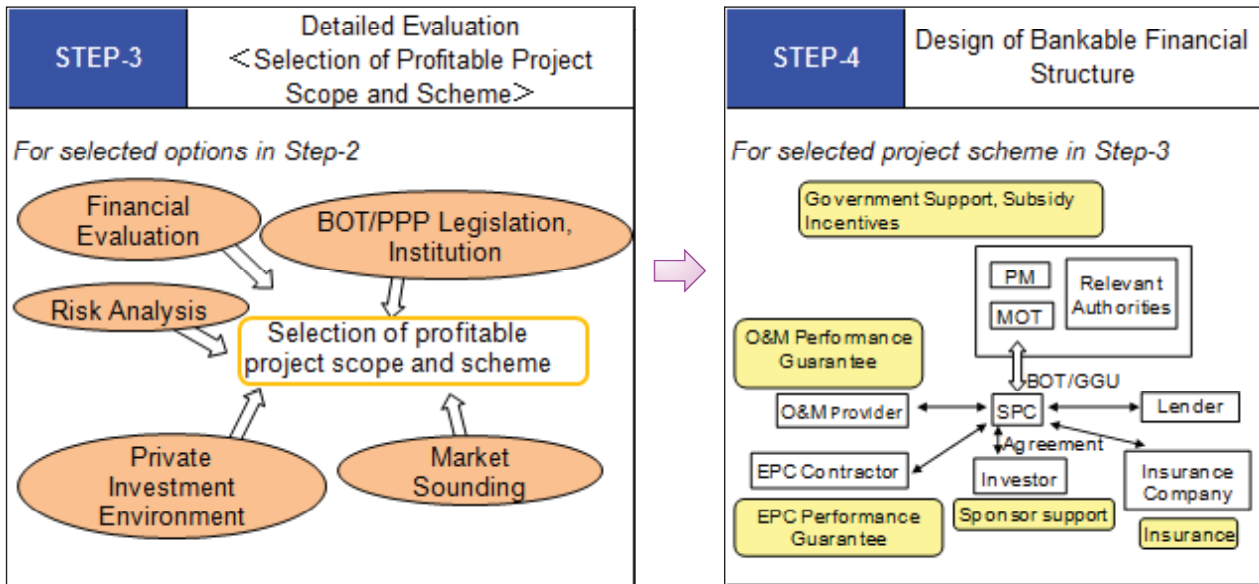 STEP-3
Detailed Evaluation
<Selection of Profitable Project
Scope and Scheme>
For selected options in Step-2
Financial
Evaluation
BOT/PPP Legislation,
Institution
Risk Analysis
Selection of profitable
project scope and scheme
Private
Investment
Environment
Market
Sounding
STEP-4
Design of Bankable Financial
Structure
For selected project scheme in Step-3
Government Support, Subsidy
Incentives
PM
MOT
Relevant
Authorities
O&M Performance
Guarantee
BOT/GGU
O&M Provider
SPC
Lender
Agreement
EPC Contractor
Investor
Insurance
Company
EPC Performance
Guarantee
Sponsor support
Insurance